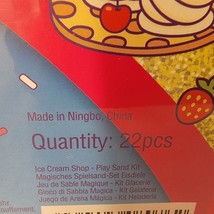 Made in Ningbo, China
Quantity: 22pcs
Ice Cream Shop - Play Sand Kit
Magisches Spielsand-Set Eisdiele
Jeu de Sable Magique - Kit Glacerie
Gioco di Sabbia Magica - Kit Gelateria
Juego de Arena Mágica - Kit Heladería